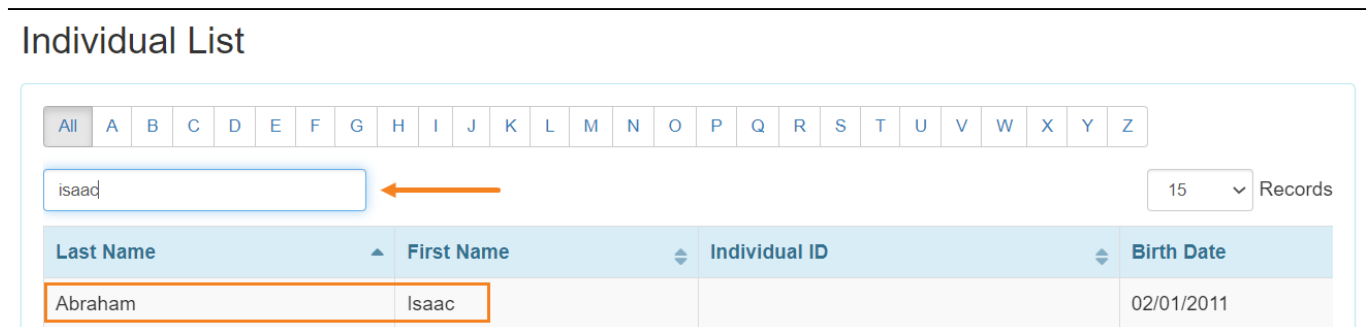 Individual List
All A B C D E F G H I J K L M N O P Q R S T U V W X Y Z
isaac
15 Records
Last Name First Name Individual ID Birth Date
Abraham Isaac 02/01/2011